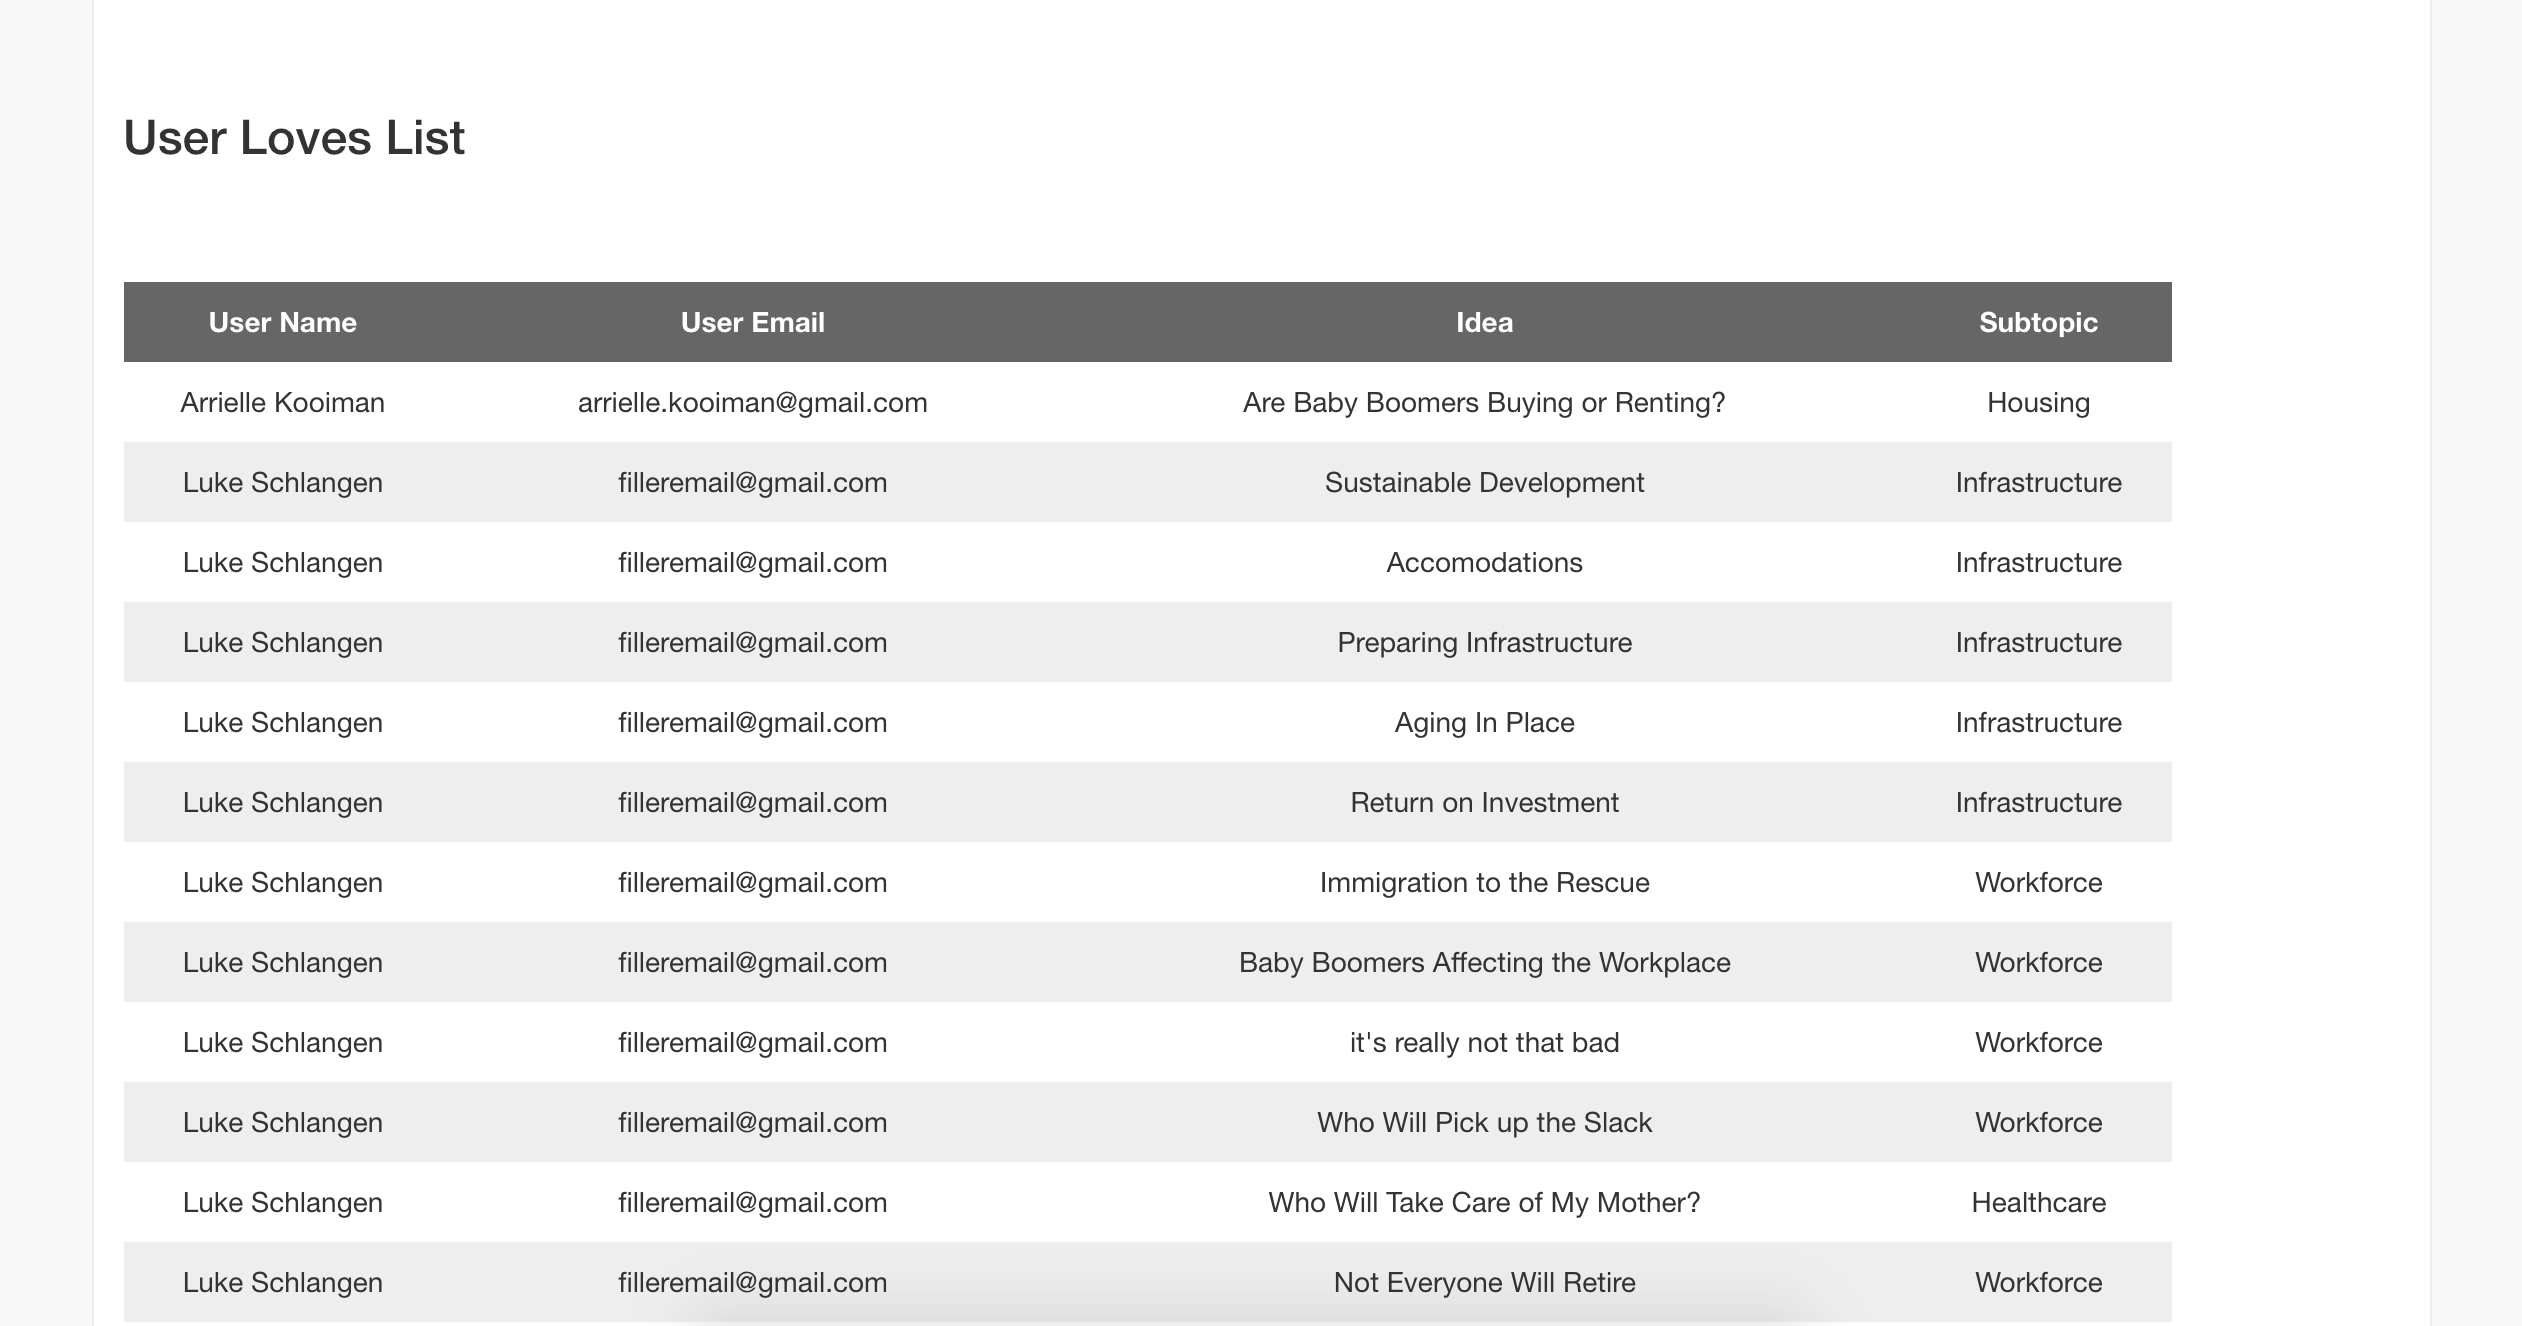 User Loves List
User Name User Email Idea Subtopic
Arrielle Kooiman arrielle.kooiman@gmail.com Are Baby Boomers Buying or Renting? Housing
Luke Schlangen filleremail@gmail.com Sustainable Development Infrastructure
Luke Schlangen filleremail@gmail.com Accomodations Infrastructure
Luke Schlangen filleremail@gmail.com Preparing Infrastructure Infrastructure
Luke Schlangen filleremail@gmail.com Aging In Place Infrastructure
Luke Schlangen filleremail@gmail.com Return on Investment Infrastructure
Luke Schlangen filleremail@gmail.com Immigration to the Rescue Workforce
Luke Schlangen filleremail@gmail.com Baby Boomers Affecting the Workplace Workforce
Luke Schlangen filleremail@gmail.com it's really not that bad Workforce
Luke Schlangen filleremail@gmail.com Who Will Pick up the Slack Workforce
Luke Schlangen filleremail@gmail.com Who Will Take Care of My Mother? Healthcare
Luke Schlangen filleremail@gmail.com Not Everyone Will Retire Workforce